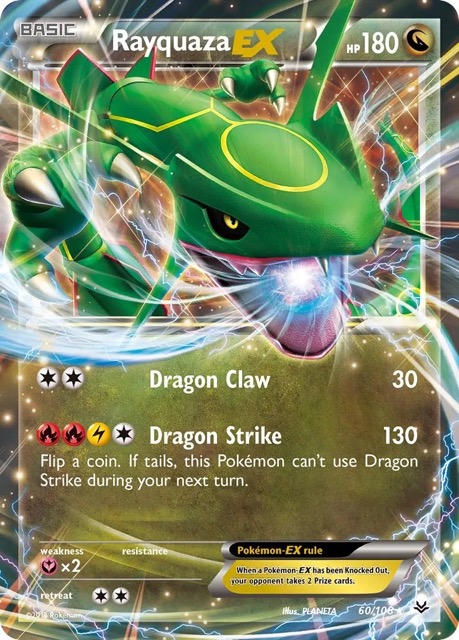 BASIC
Rayquaza EX HP 180
Dragon Claw 30
Dragon Strike 130
Flip a coin. If tails, this Pokémon can't use Dragon
Strike during your next turn.
weakness resistance
×2
retreat
Pokémon-EX rule
When a Pokémon-EX has been Knocked Out,
your opponent takes 2 Prize cards.
Illus. PLANETA 60/108